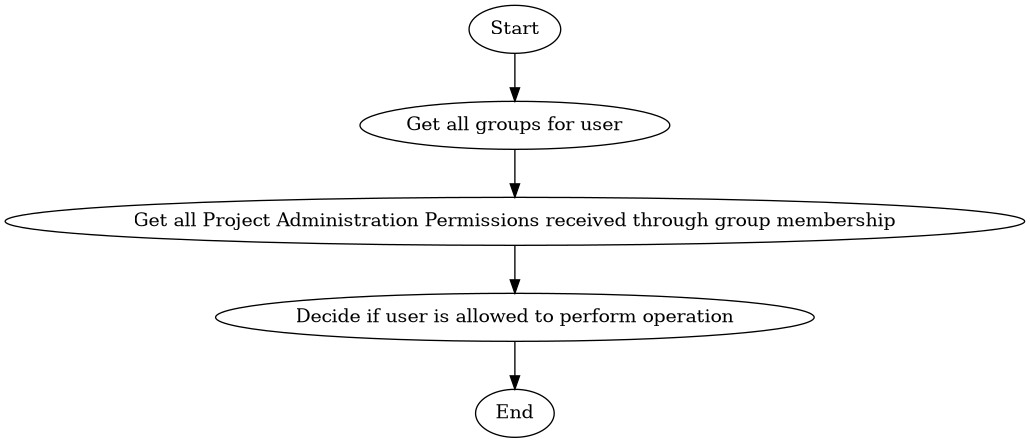 Start
Get all groups for user
Get all Project Administration Permissions received through group membership
Decide if user is allowed to perform operation
End